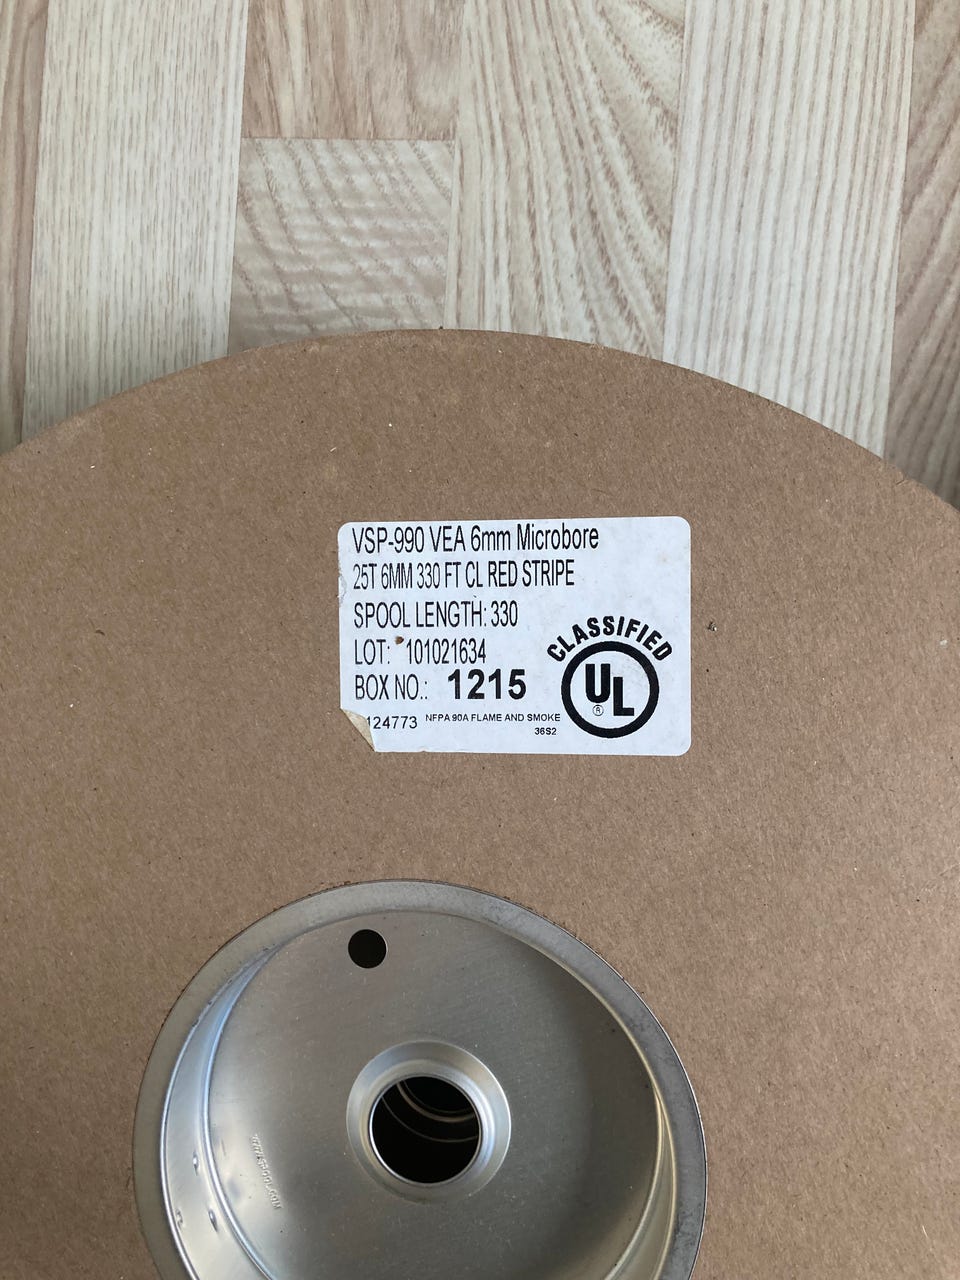 VSP-990 VEA 6mm Microbore
25T 6MM 330 FT CL RED STRIPE
SPOOL LENGTH: 330
LOT: 101021634
BOX NO.: 1215
124773 NFPA 90A FLAME AND SMOKE
36S2
CLASSIFIED
UL
®